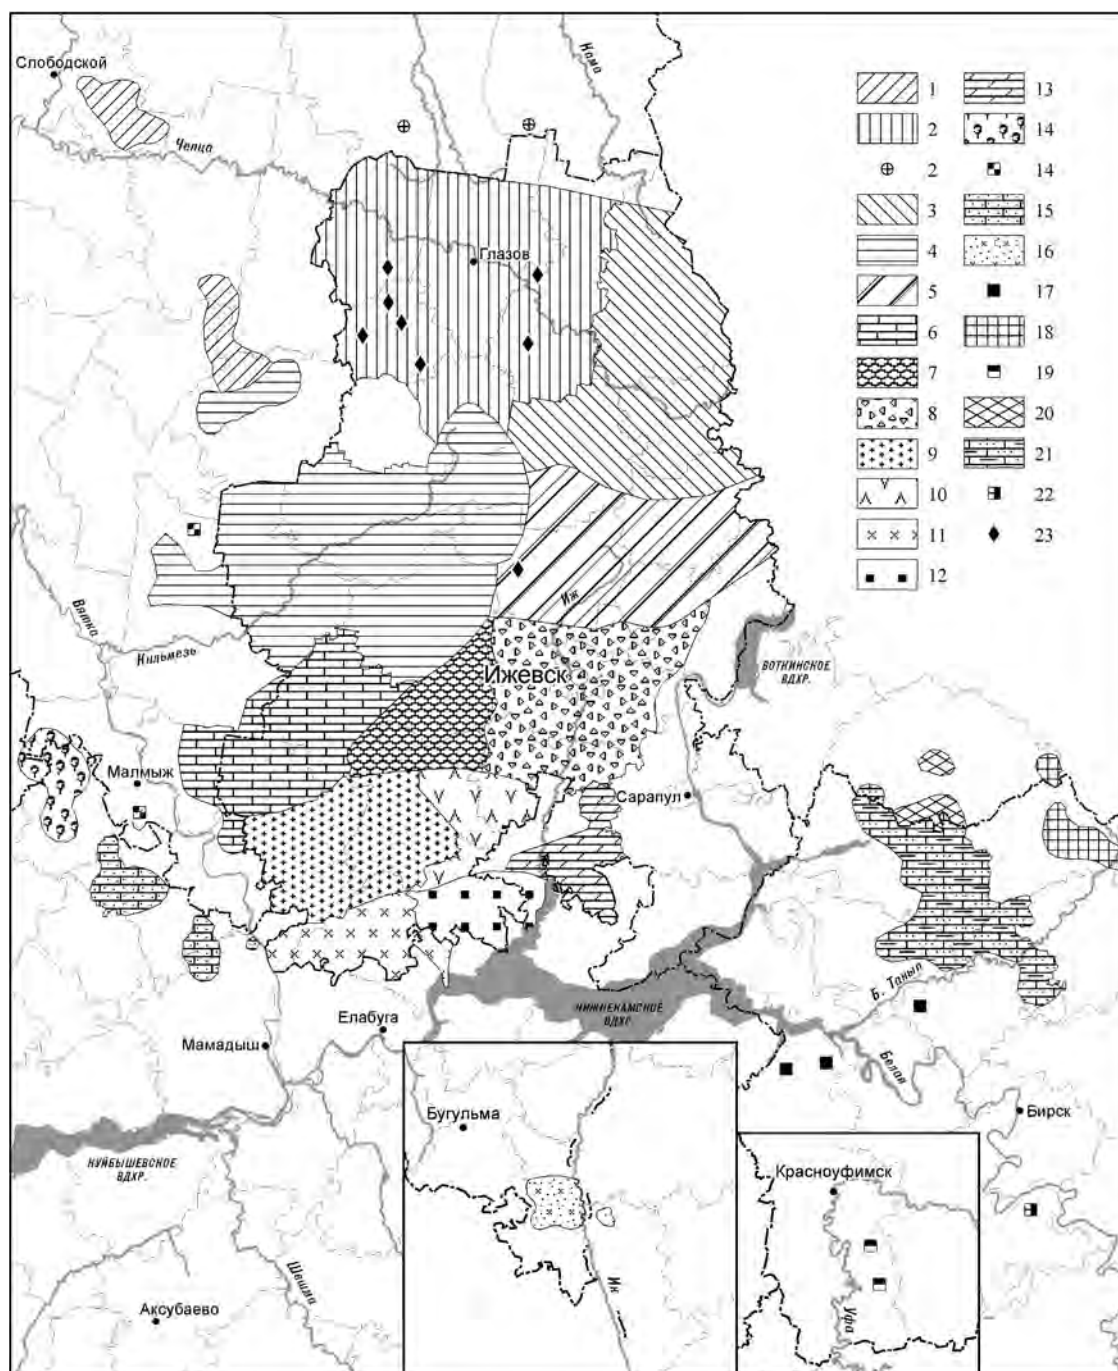 Слободской
Кама
Чепца
Глазов
1 13
2 14
2 14
3 15
4 16
5 17
6 18
7 19
8 20
9 21
10 22
11 23
12
Вятка
Кильмезь
Иж
Ижевск
ВОТКИНСКОЕ
ВДХР.
Малмыж
Сарапул
Б. Танып
НИЖНЕКАМСКОЕ
ВДХР.
Елабуга
Мамадыш
Белая
Бирск
Бугульма
КУЙБЫШЕВСКОЕ
ВДХР.
Красноуфимск
Шешма
Ик
Уфа
Аксубаево